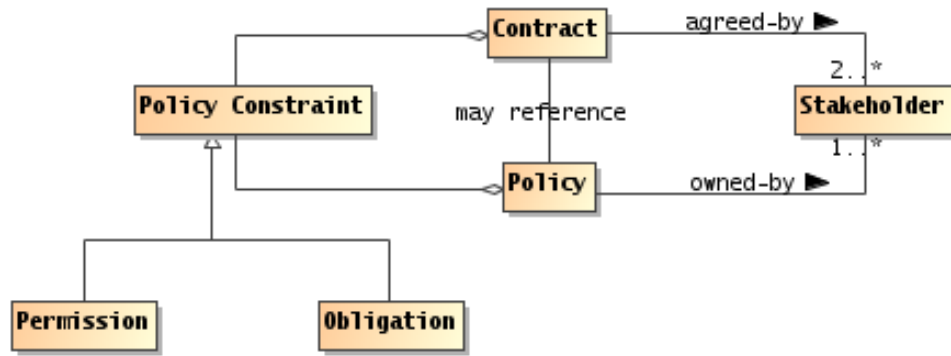 Contract
agreed-by ►
2..*
Policy Constraint
may reference
Stakeholder
1..*
Policy
owned-by ►
Permission
Obligation